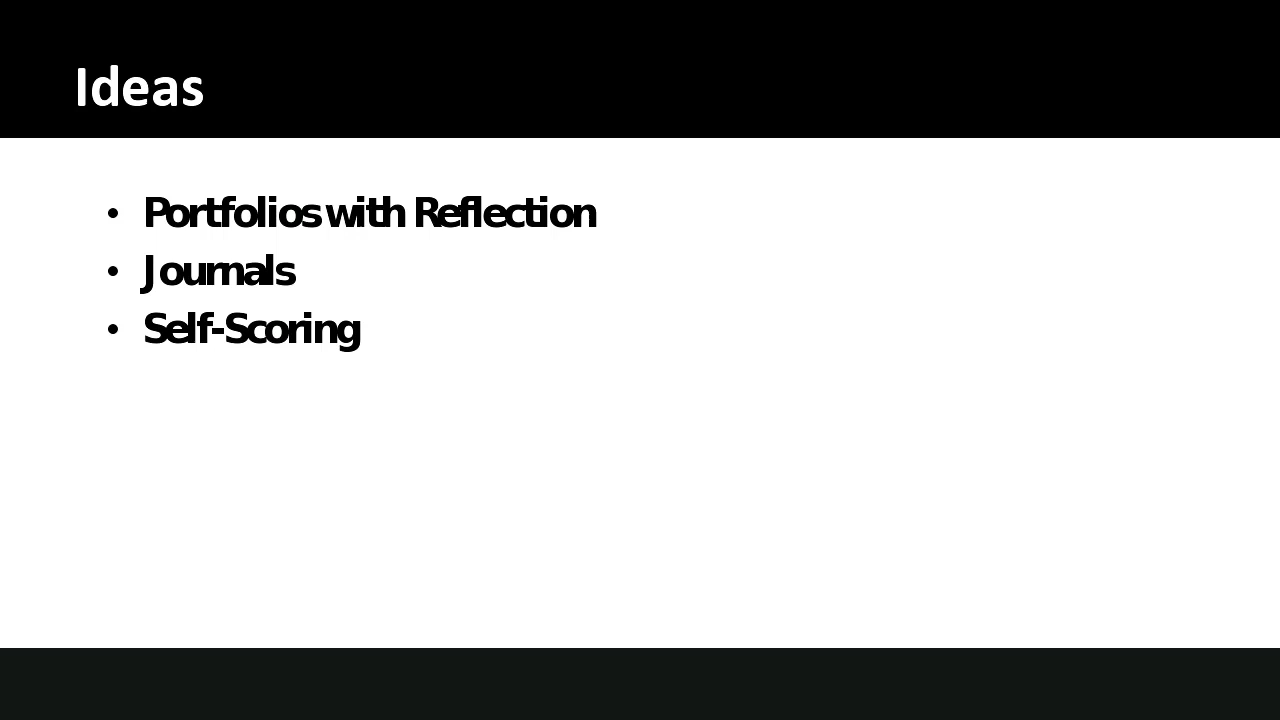 Ideas
• Portfolios with Reflection
• Journals
• Self-Scoring